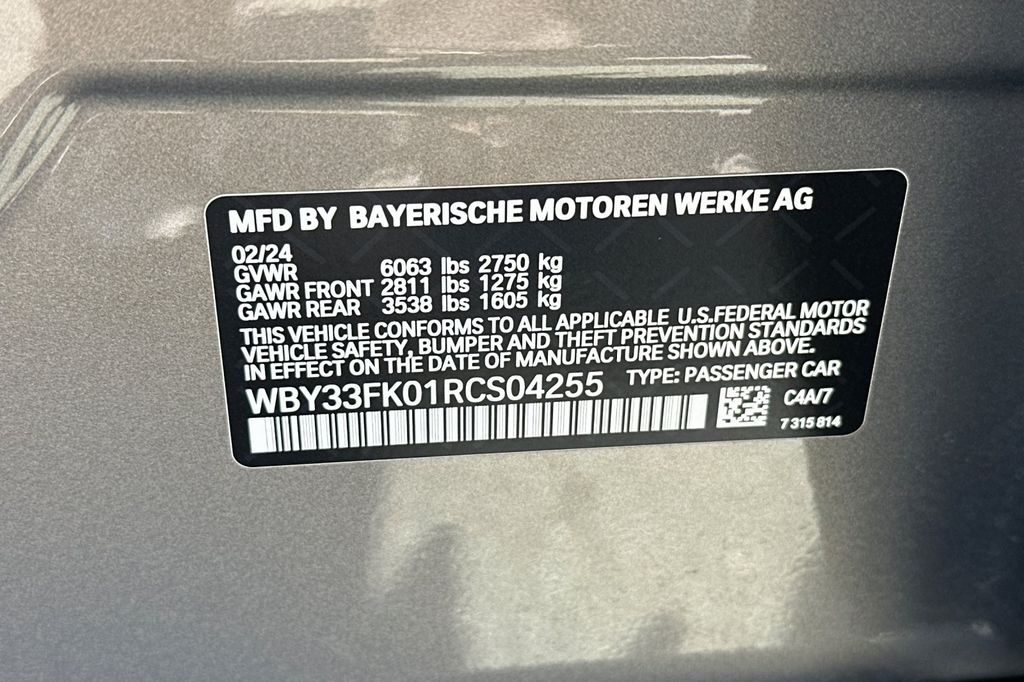 MFD BY BAYERISCHE MOTOREN WERKE AG
02/24
GVWR 6063 lbs 2750 kg
GAWR FRONT 2811 lbs 1275 kg
GAWR REAR 3538 lbs 1605 kg
THIS VEHICLE CONFORMS TO ALL APPLICABLE U.S.FEDERAL MOTOR
VEHICLE SAFETY, BUMPER AND THEFT PREVENTION STANDARDS
IN EFFECT ON THE DATE OF MANUFACTURE SHOWN ABOVE.
WBY33FK01RCS04255 TYPE: PASSENGER CAR
C4A/7
7 315 814